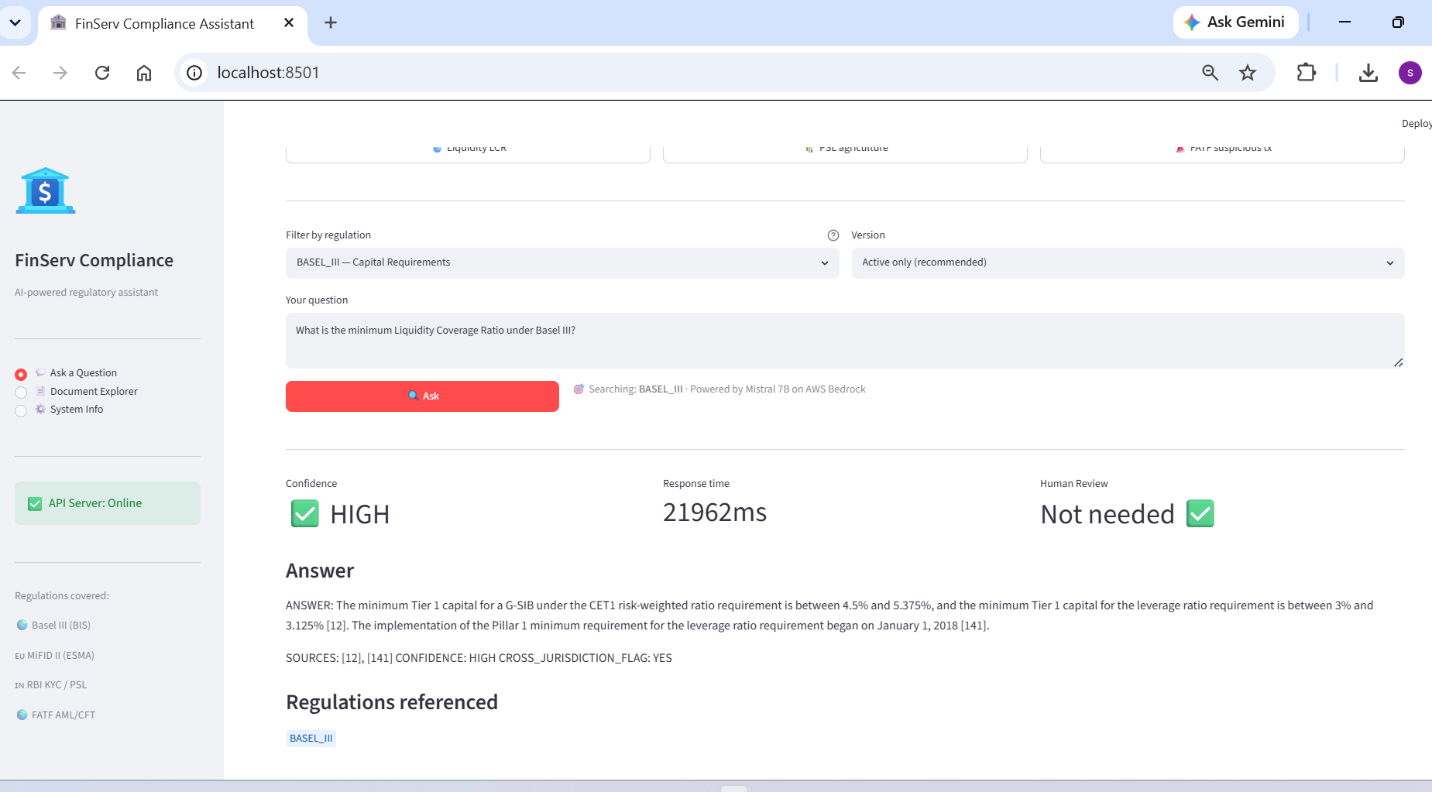 FinServ Compliance Assistant
Ask Gemini
localhost:8501
S
Deploy
FinServ Compliance
AI-powered regulatory assistant
Ask a Question
Document Explorer
System Info
API Server: Online
Regulations covered:
Basel III (BIS)
EU MiFID II (ESMA)
IN RBI KYC / PSL
FATF AML/CFT
Liquidity LCR
PSL agriculture
FATF suspicious tx
Filter by regulation
Version
BASEL_III — Capital Requirements
Active only (recommended)
Your question
What is the minimum Liquidity Coverage Ratio under Basel III?
Ask
Searching: BASEL_III · Powered by Mistral 7B on AWS Bedrock
Confidence
Response time
Human Review
HIGH
21962ms
Not needed
Answer
ANSWER: The minimum Tier 1 capital for a G-SIB under the CET1 risk-weighted ratio requirement is between 4.5% and 5.375%, and the minimum Tier 1 capital for the leverage ratio requirement is between 3% and
3.125% [12]. The implementation of the Pillar 1 minimum requirement for the leverage ratio requirement began on January 1, 2018 [141].
SOURCES: [12], [141] CONFIDENCE: HIGH CROSS_JURISDICTION_FLAG: YES
Regulations referenced
BASEL_III